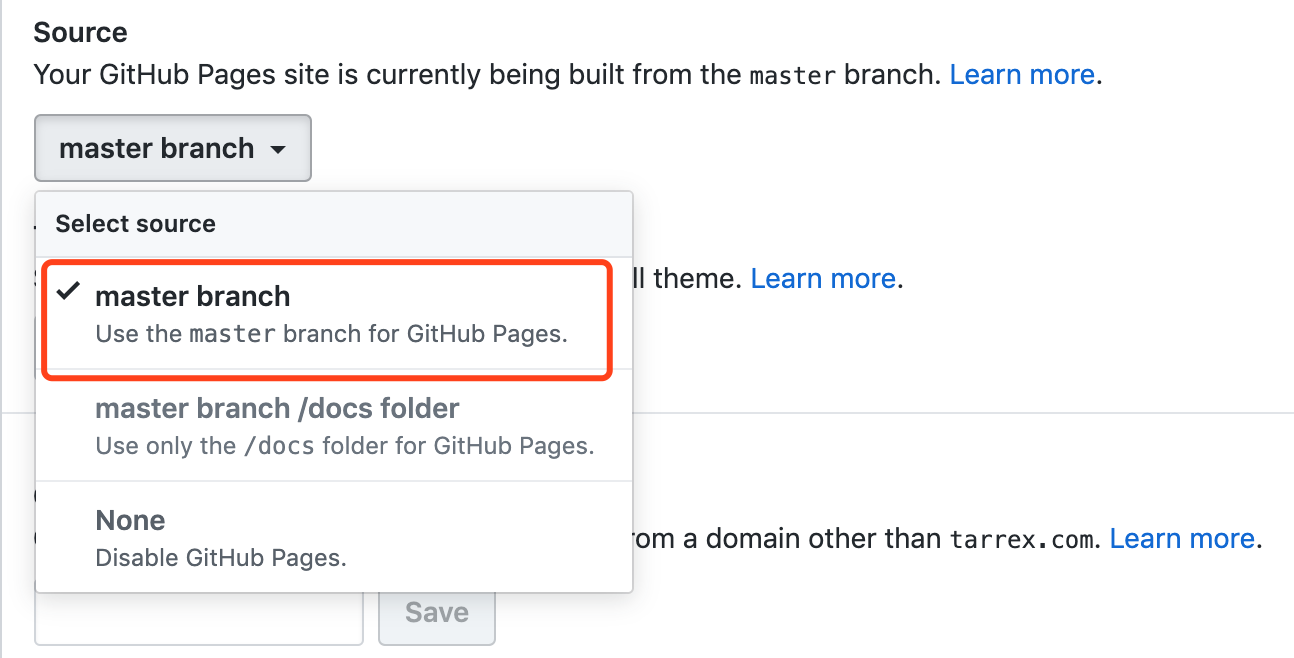 Source
Your GitHub Pages site is currently being built from the master branch. Learn more.
master branch
Select source
ll theme. Learn more.
master branch
Use the master branch for GitHub Pages.
master branch /docs folder
Use only the /docs folder for GitHub Pages.
None
rom a domain other than tarrex.com. Learn more.
Disable GitHub Pages.
Save